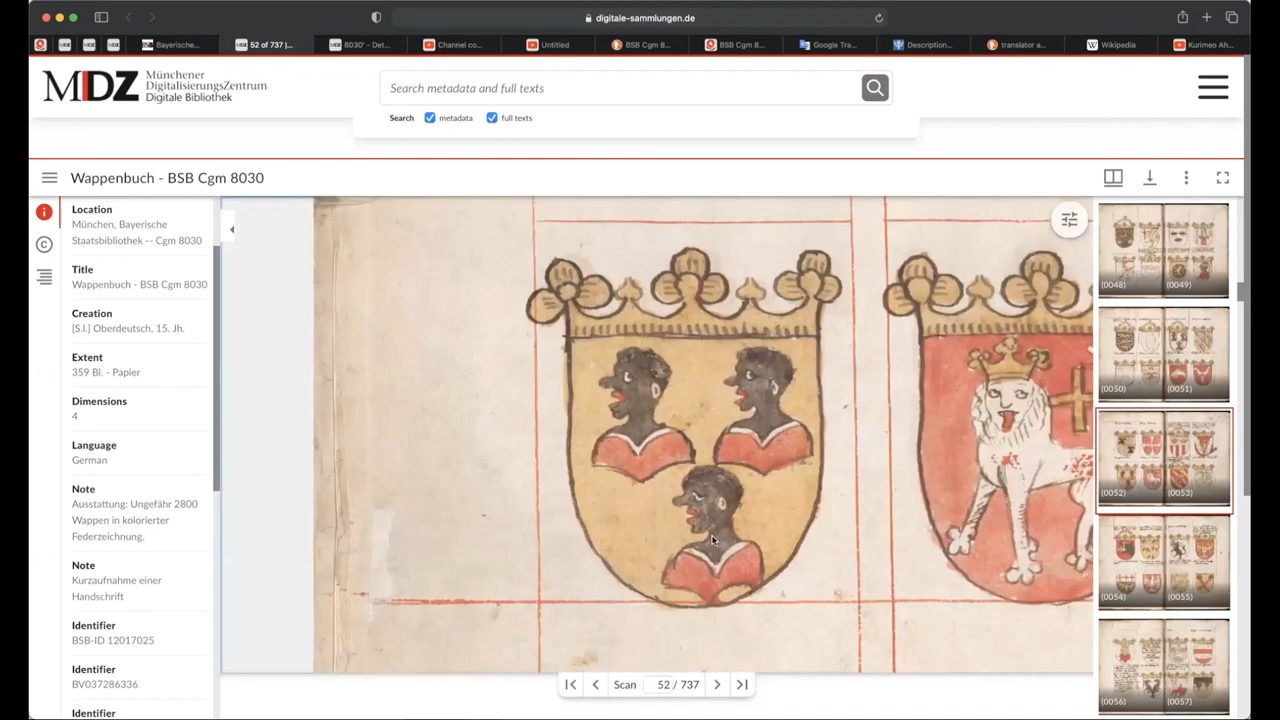 digitale-sammlungen.de
Bayerische...
52 of 737 |...
8030' - Det...
Channel co...
Untitled
BSB Cgm 8...
BSB Cgm 8...
Google Tra...
Description...
translator a...
Wikipedia
Kurimeo Ah...
MDZ
Münchener
DigitalisierungsZentrum
Digitale Bibliothek
Search metadata and full texts
Search metadata full texts
Wappenbuch - BSB Cgm 8030
Location
München, Bayerische
Staatsbibliothek -- Cgm 8030
Title
Wappenbuch - BSB Cgm 8030
Creation
[S.l.] Oberdeutsch, 15. Jh.
Extent
359 Bl. - Papier
Dimensions
4
Language
German
Note
Ausstattung: Ungefähr 2800
Wappen in kolorierter
Federzeichnung.
Note
Kurzaufnahme einer
Handschrift
Identifier
BSB-ID 12017025
Identifier
BV037286336
Identifier
Scan 52 / 737
(0048) (0049)
(0050) (0051)
(0052) (0053)
(0054) (0055)
(0056) (0057)